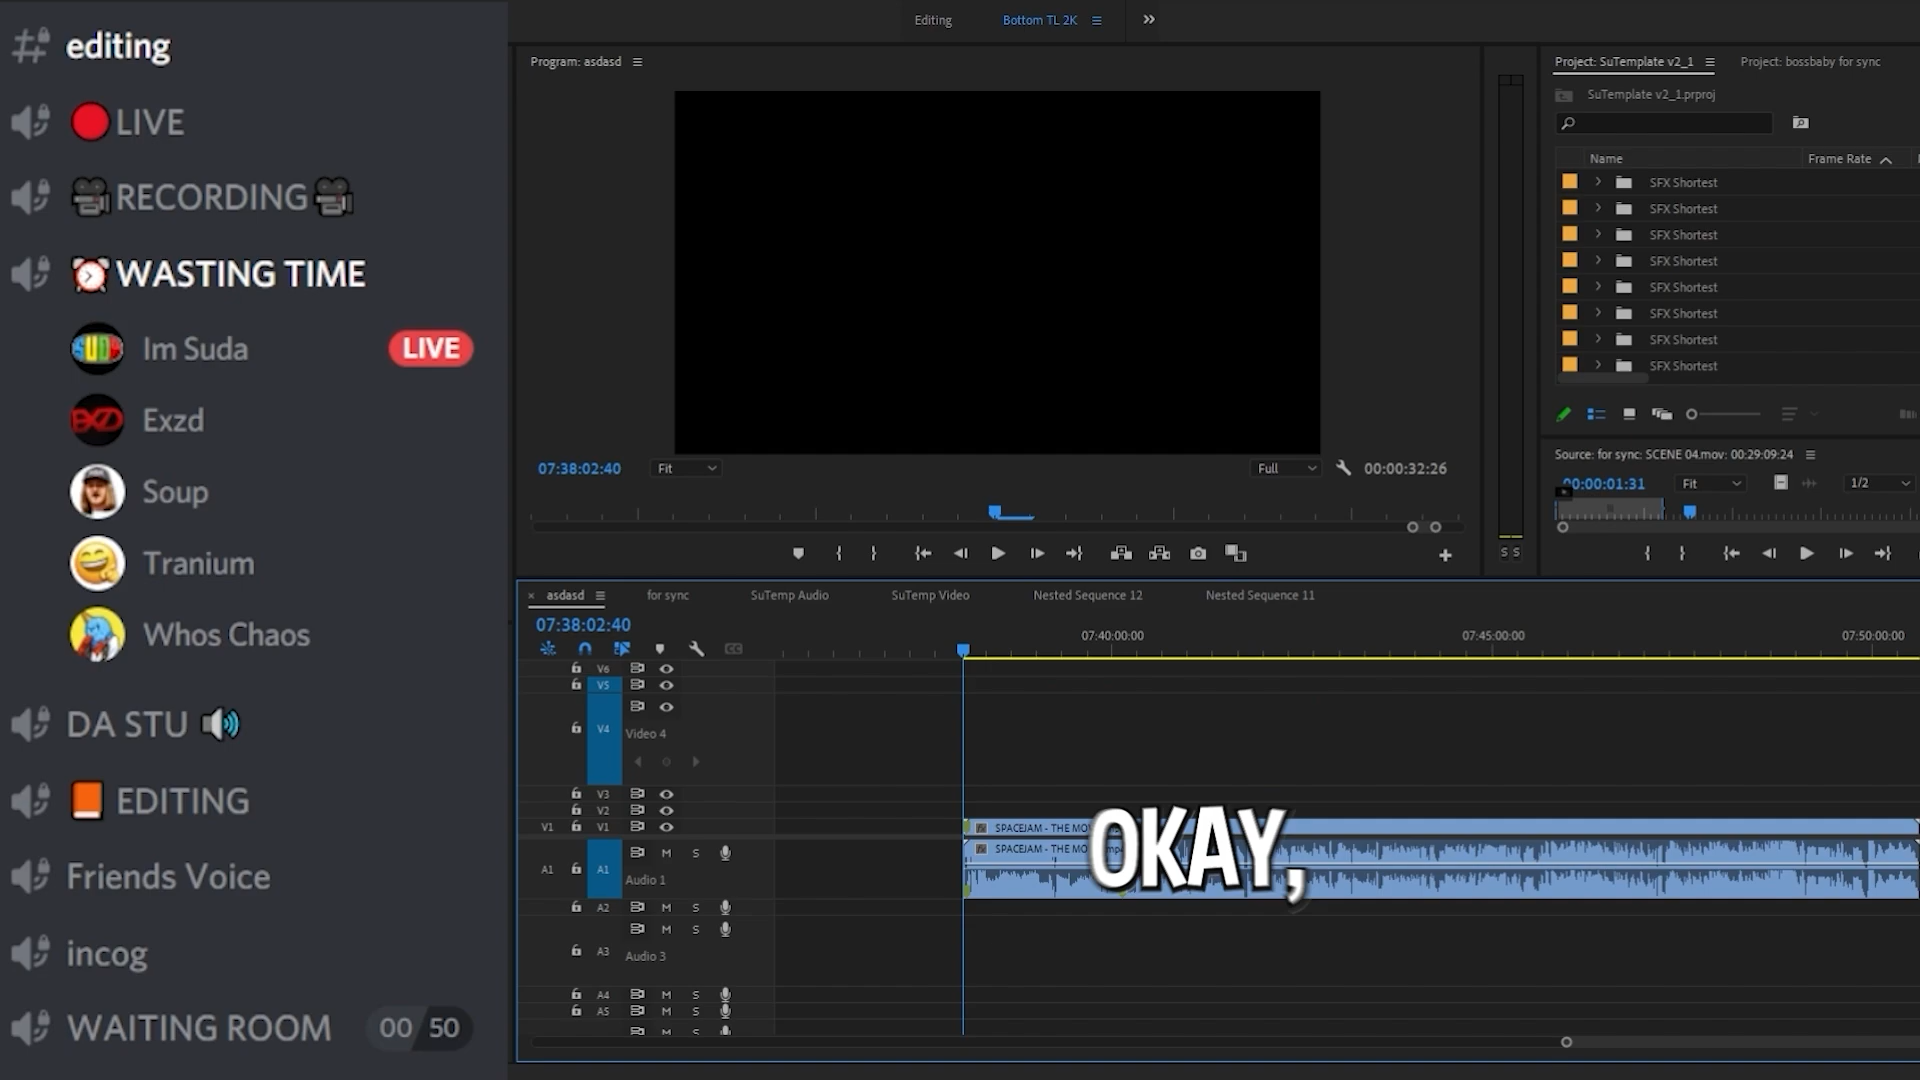 editing
LIVE
RECORDING
WASTING TIME
Im Suda
LIVE
Exzd
Soup
Tranium
Whos Chaos
DA STU
EDITING
Friends Voice
incog
WAITING ROOM 00 50
Editing Bottom TL 2K
Program: asdasd
07:38:02:40 Fit Full 00:00:32:26
Project: SuTemplate v2_1 Project: bossbaby for sync
SuTemplate v2_1.prproj
Name Frame Rate
SFX Shortest
SFX Shortest
SFX Shortest
SFX Shortest
SFX Shortest
SFX Shortest
SFX Shortest
SFX Shortest
Source: for sync: SCENE 04.mov: 00:29:09:24
00:00:01:31 Fit 1/2
S S
asdasd for sync SuTemp Audio SuTemp Video Nested Sequence 12 Nested Sequence 11
07:38:02:40
07:40:00:00 07:45:00:00 07:50:00:00
V6
V5
V4
Video 4
V3
V2
V1 V1
SPACEJAM - THE MO
A1 A1 M S
SPACEJAM - THE MO
Audio 1
OKAY,
A2 M S
M S
A3
Audio 3
A4 M S
A5 M S
M S